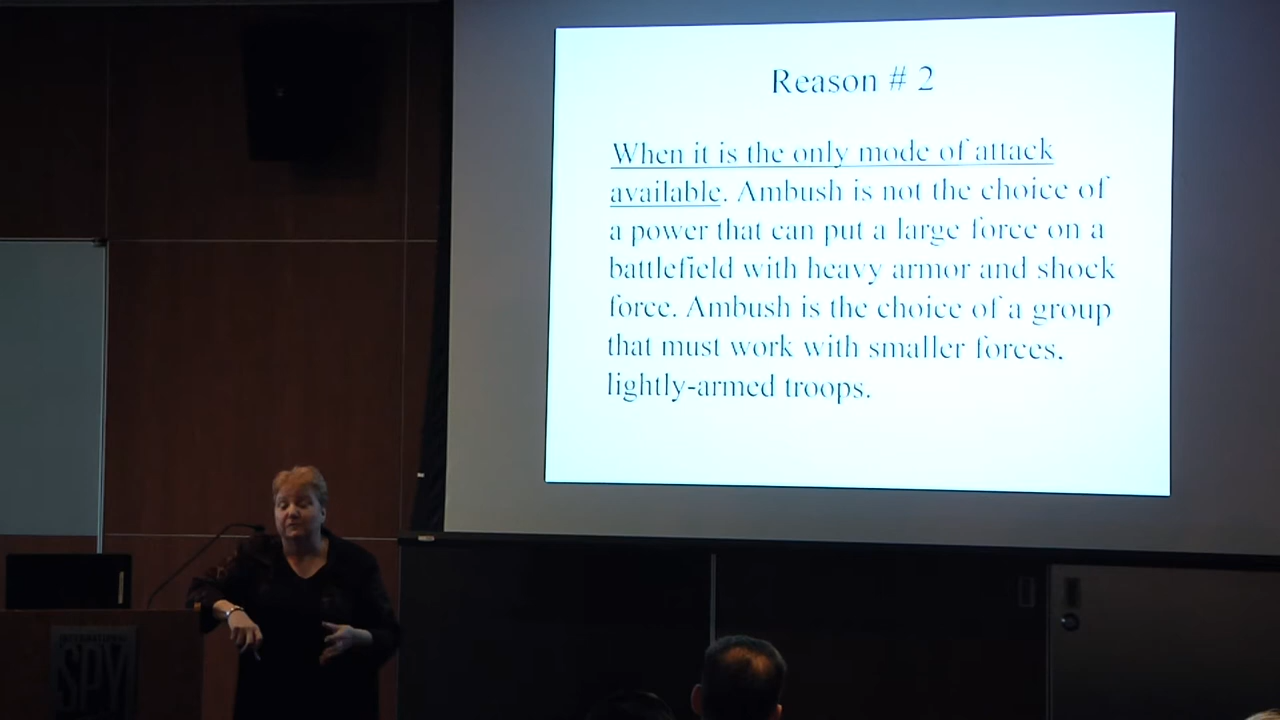 Reason # 2
When it is the only mode of attack
available. Ambush is not the choice of
a power that can put a large force on a
battlefield with heavy armor and shock
force. Ambush is the choice of a group
that must work with smaller forces,
lightly-armed troops.
INTERNATIONAL
SPY